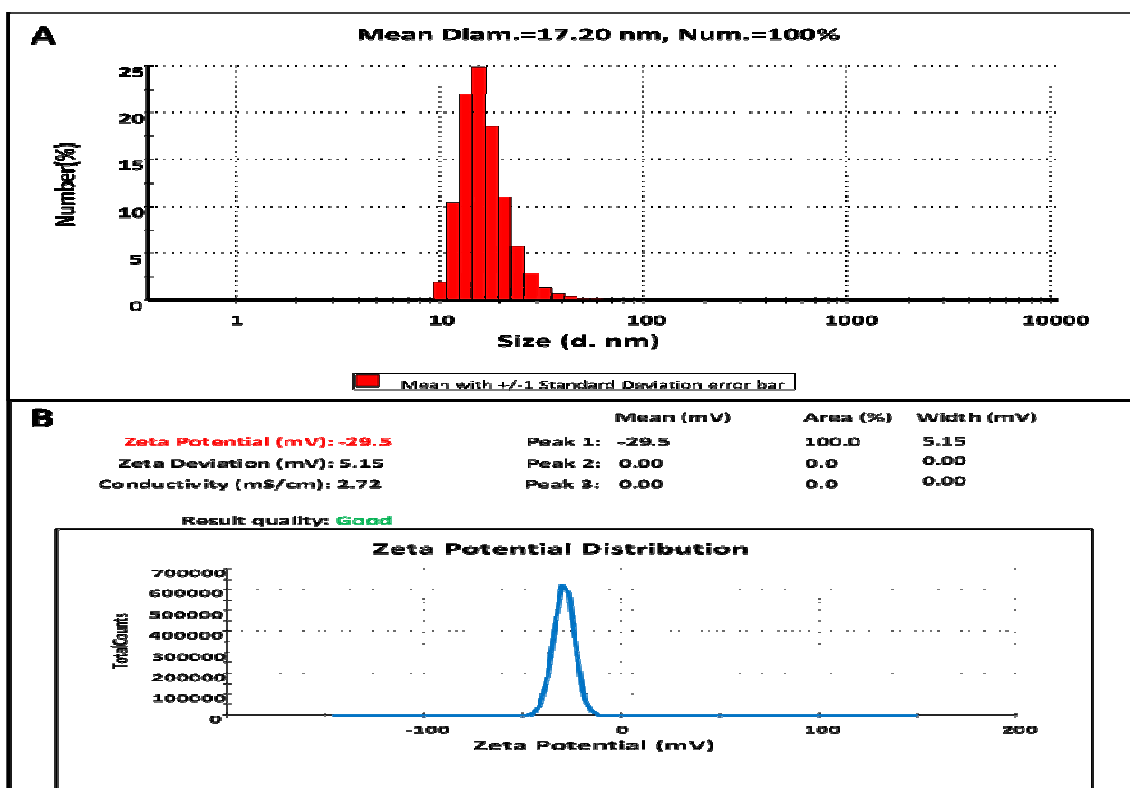 A
Mean Diam.=17.20 nm, Num.=100%
Number(%)
25
20
15
10
5
0
1 10 100 1000 10000
Size (d. nm)
Mean with +/-1 Standard Deviation error bar
B
Mean (mV) Area (%) Width (mV)
Zeta Potential (mV): -29.5 Peak 1: -29.5 100.0 5.15
Zeta Deviation (mV): 5.15 Peak 2: 0.00 0.0 0.00
Conductivity (mS/cm): 2.72 Peak 3: 0.00 0.0 0.00
Result quality: Good
Zeta Potential Distribution
TotalCounts
700000
600000
500000
400000
300000
200000
100000
0
-100 0 100 200
Zeta Potential (mV)